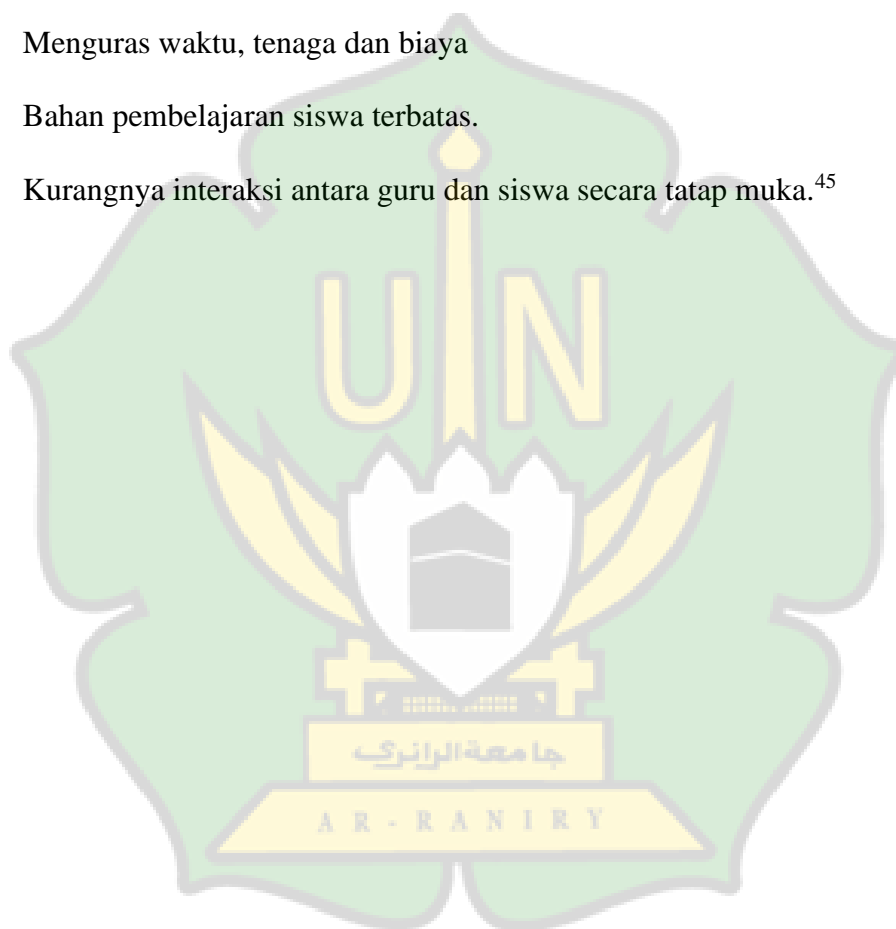 Menguras waktu, tenaga dan biaya
Bahan pembelajaran siswa terbatas.
Kurangnya interaksi antara guru dan siswa secara tatap muka.⁴⁵
UIN
جامعة الرانري
AR-RANIRY